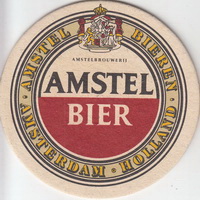 AMSTEL BIEREN
AMSTELBROUWERIJ
AMSTEL
BIER
AMSTERDAM · HOLLAND